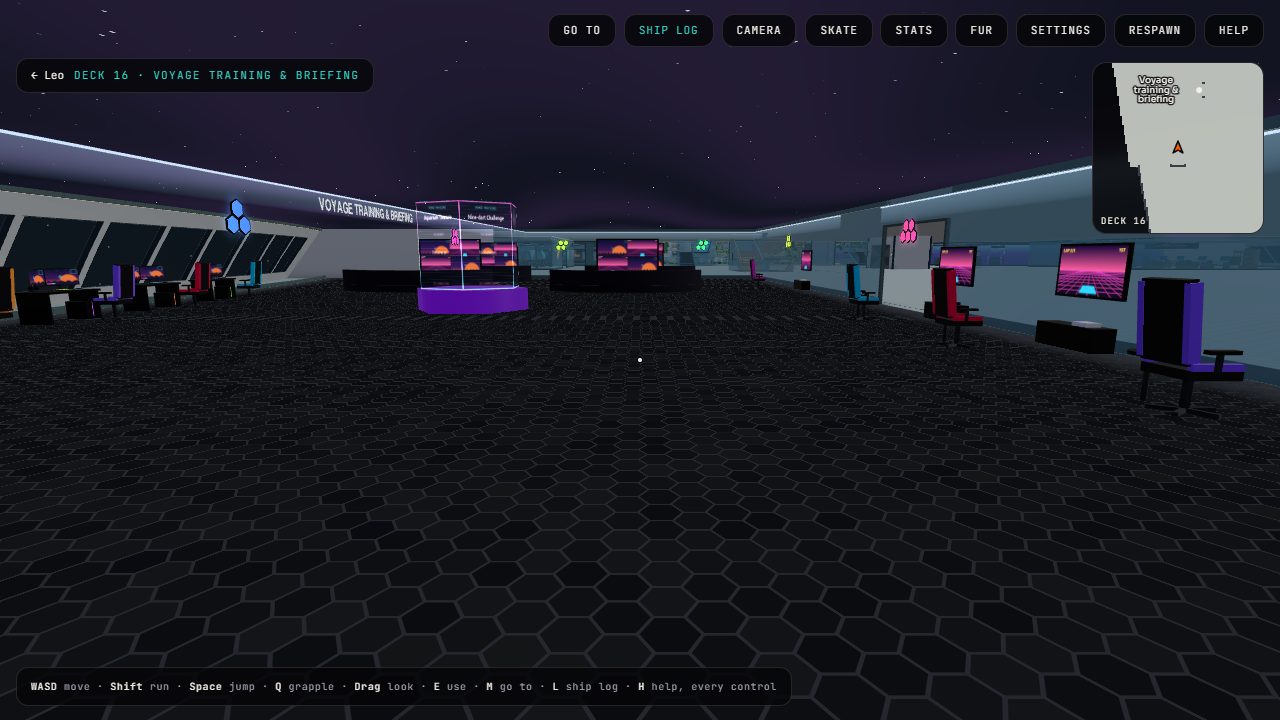 GO TO
SHIP LOG
CAMERA
SKATE
STATS
FUR
SETTINGS
RESPAWN
HELP
← Leo DECK 16 · VOYAGE TRAINING & BRIEFING
Voyage
training &
briefing
DECK 16
VOYAGE TRAINING & BRIEFING
Nine-dart Challenge
WASD move · Shift run · Space jump · Q grapple · Drag look · E use · M go to · L ship log · H help, every control